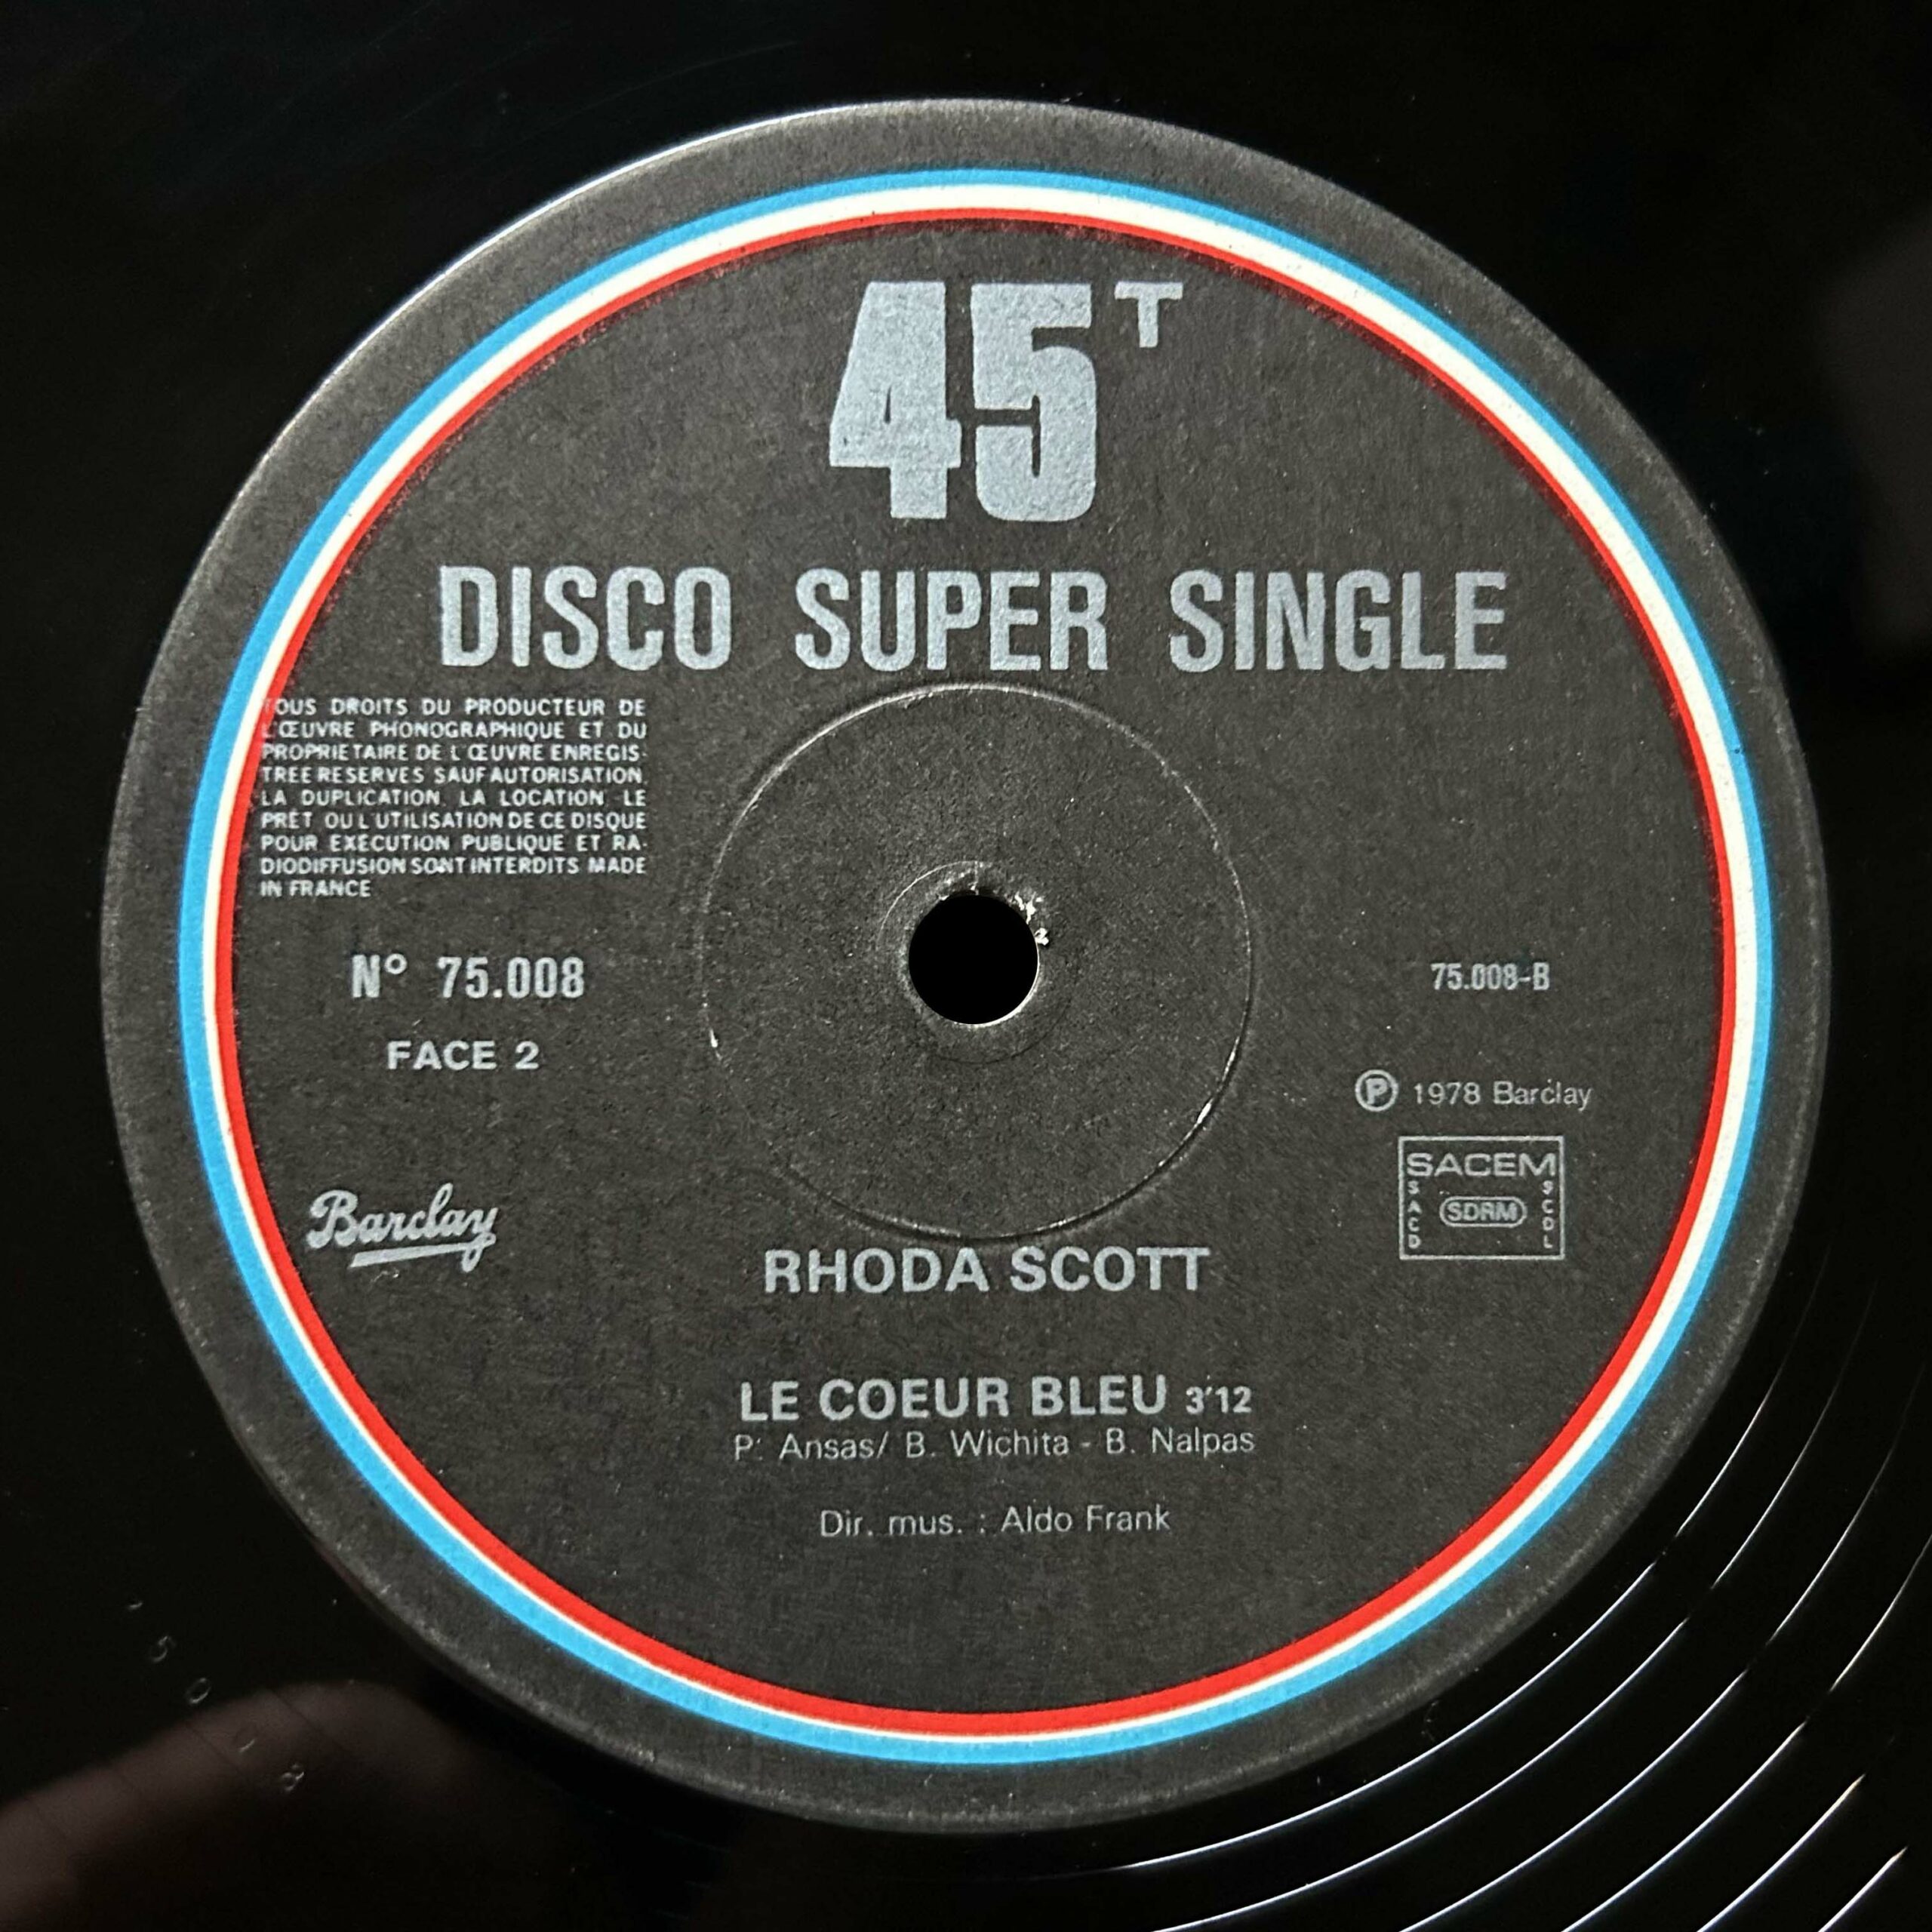 45T
DISCO SUPER SINGLE
TOUS DROITS DU PRODUCTEUR DE
L'ŒUVRE PHONOGRAPHIQUE ET DU
PROPRIETAIRE DE L'ŒUVRE ENREGIS-
TREE RESERVES SAUF AUTORISATION,
LA DUPLICATION, LA LOCATION, LE
PRÊT OU L'UTILISATION DE CE DISQUE
POUR EXECUTION PUBLIQUE ET RA-
DIODIFFUSION SONT INTERDITS MADE
IN FRANCE
N° 75.008
FACE 2
75.008-B
Ⓟ 1978 Barclay
SACEM
SACD
SDRM
SCDL
Barclay
RHODA SCOTT
LE COEUR BLEU 3'12
P. Ansas/ B. Wichita - B. Nalpas
Dir. mus. : Aldo Frank